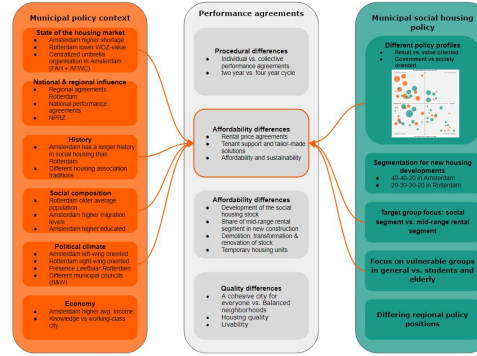 Municipal policy context
State of the housing market
Amsterdam higher shortage
Rotterdam lower WOZ-value
Centralized umbrella
organisation in Amsterdam
(FAH + AFWC)
National & regional influence
Regional agreements
Rotterdam
National performance
agreements
NPRZ
History
Amsterdam has a longer history
in social housing than
Rotterdam
Different housing association
traditions
Social composition
Rotterdam older average
population
Amsterdam higher migration
levels
Amsterdam higher educated
Political climate
Amsterdam left-wing oriented
Rotterdam right-wing oriented
Presence Leefbaar Rotterdam
Different municipal councils
(B&W)
Economy
Amsterdam higher avg. income
Knowledge vs working-class
city
Performance agreements
Procedural differences
Individual vs. collective
performance agreements
two year vs. four year cycle
Affordability differences
Rental price agreements
Tenant support and tailor-made
solutions
Affordability and sustainability
Affordability differences
Development of the social
housing stock
Share of mid-range rental
segment in new construction
Demolition, transformation &
renovation of stock
Temporary housing units
Quality differences
A cohesive city for
everyone vs. Balanced
neighborhoods
Housing quality
Livability
Municipal social housing
policy
Different policy profiles
Result vs. value oriented
Government vs society
oriented
Segmentation for new housing
developments
40-40-20 in Amsterdam
20-30-30-20 in Rotterdam
Target group focus: social
segment vs. mid-range rental
segment
Focus on vulnerable groups
in general vs. students and
elderly
Differing regional policy
positions